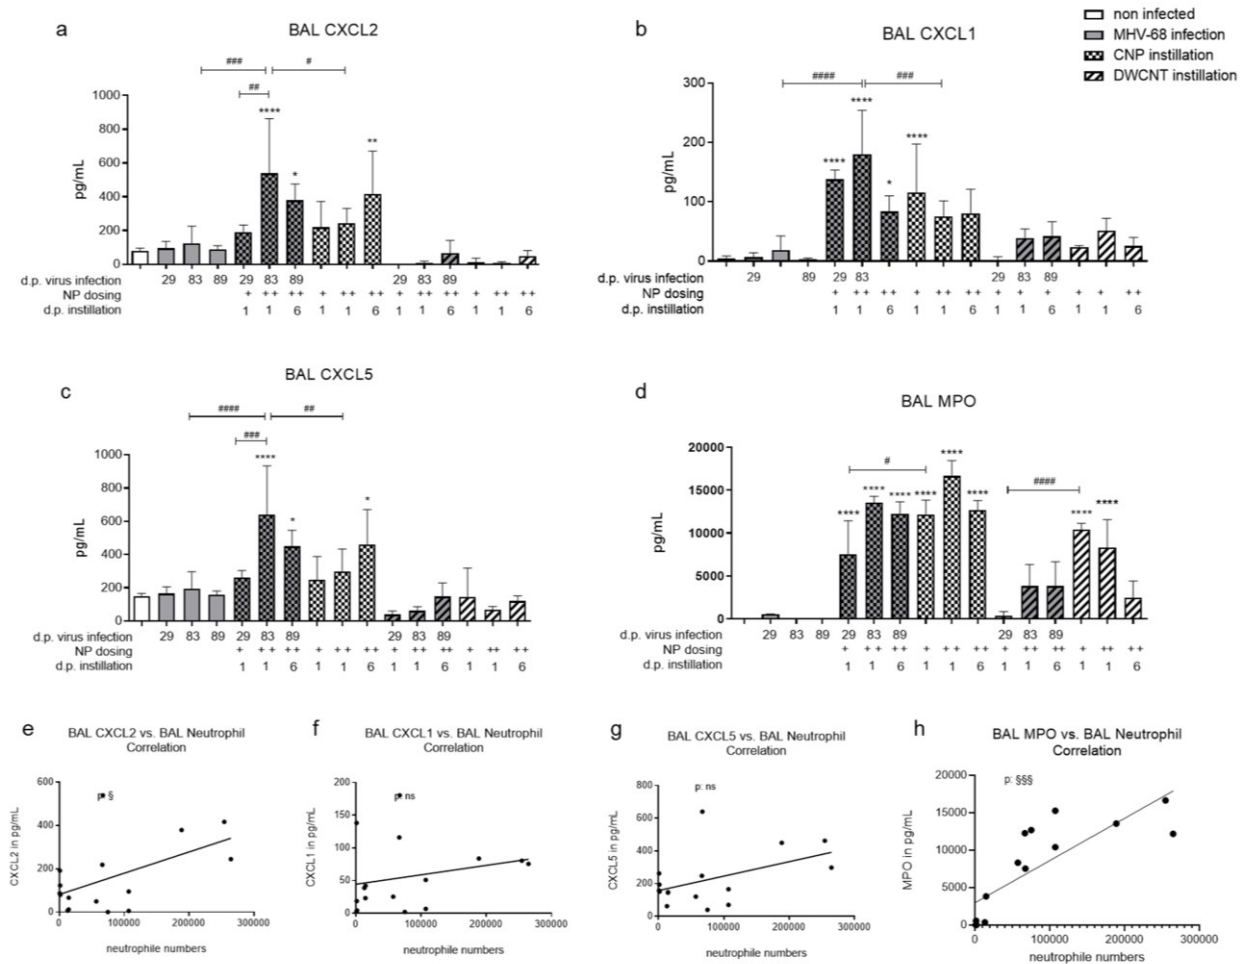 non infected
MHV-68 infection
CNP instillation
DWCNT instillation
a
BAL CXCL2
### #
##
****
*
**
1000
800
600
400
200
0
pg/mL
d.p. virus infection 29 83 89 29 83 89 29 83 89
NP dosing + ++ ++ + ++ ++ + ++ ++ + ++ ++
d.p. instillation 1 1 6 1 1 6 1 1 6 1 1 6
b
BAL CXCL1
#### ###
****
****
*
****
300
200
100
0
pg/mL
d.p. virus infection 29 89 29 83 29 83 89
NP dosing + ++ + + ++ ++ + + + + + ++
d.p. instillation 1 1 6 1 1 6 1 1 6 1 1 6
c
BAL CXCL5
#### ##
###
****
*
*
1000
800
600
400
200
0
pg/mL
d.p. virus infection 29 83 89 29 83 89 29 83 89
NP dosing + ++ ++ + ++ ++ + ++ ++ + ++ ++
d.p. instillation 1 1 6 1 1 6 1 1 6 1 1 6
d
BAL MPO
#
####
**** **** **** **** **** **** **** ****
20000
15000
10000
5000
0
pg/mL
d.p. virus infection 29 83 89 29 83 89 29 83 89
NP dosing + ++ ++ + ++ ++ + ++ ++ + ++ ++
d.p. instillation 1 1 6 1 1 6 1 1 6 1 1 6
e
BAL CXCL2 vs. BAL Neutrophil
Correlation
600
400
200
0
CXCL2 in pg/mL
p: §
0 100000 200000 300000
neutrophile numbers
f
BAL CXCL1 vs. BAL Neutrophil
Correlation
200
150
100
50
0
CXCL1 in pg/mL
p: ns
0 100000 200000 300000
neutrophile numbers
g
BAL CXCL5 vs. BAL Neutrophil
Correlation
800
600
400
200
0
CXCL5 in pg/mL
p: ns
0 100000 200000 300000
neutrophile numbers
h
BAL MPO vs. BAL Neutrophil
Correlation
20000
15000
10000
5000
0
MPO in pg/mL
p: §§§
0 100000 200000 300000
neutrophile numbers